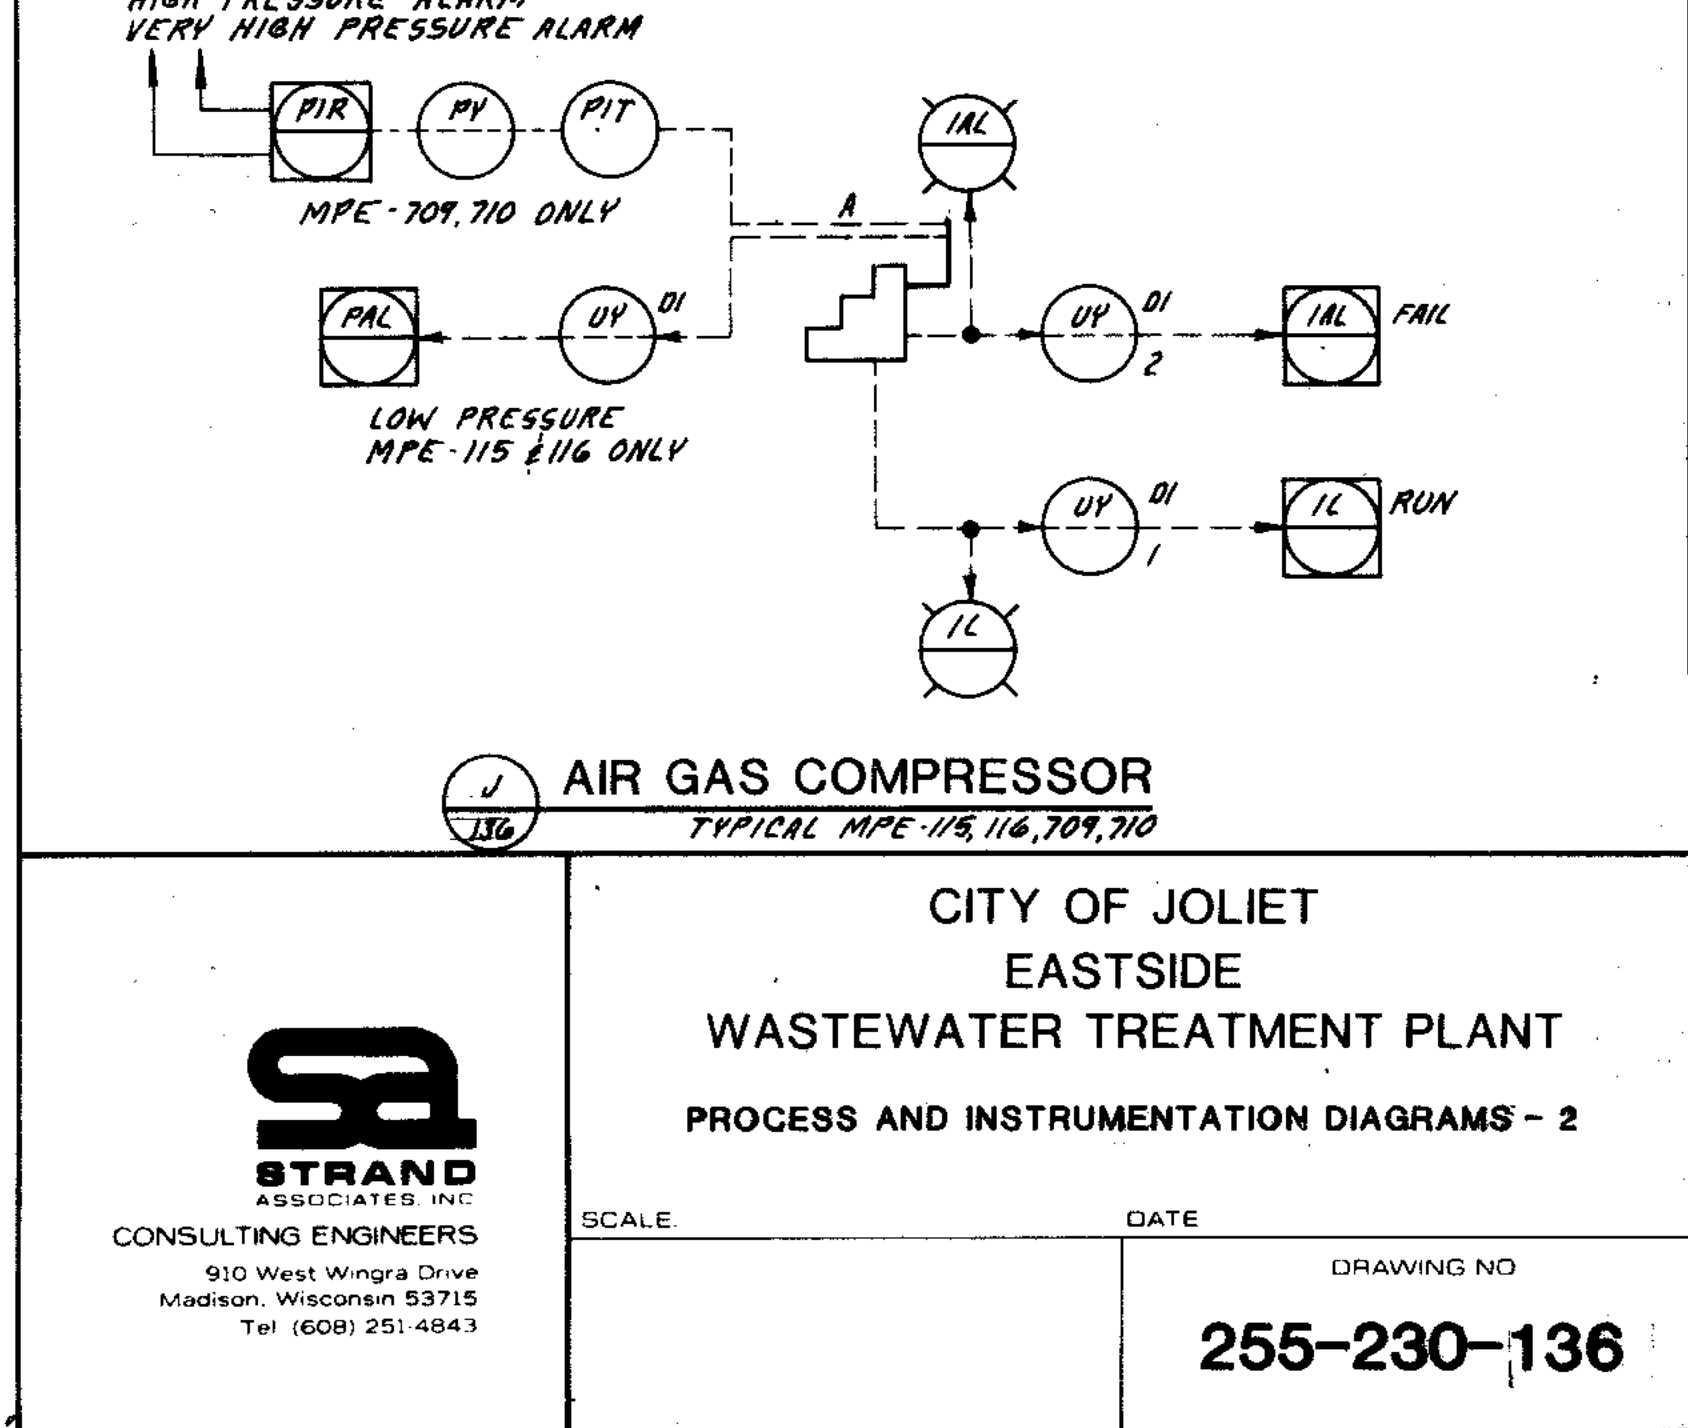 HIGH PRESSURE ALARM
VERY HIGH PRESSURE ALARM
PIR
PY
PIT
IAL
MPE-709,710 ONLY
A
PAL
UY
DI
UY
DI
2
IAL
FAIL
LOW PRESSURE
MPE-115 & 116 ONLY
UY
DI
1
IL
RUN
IL
J
136
AIR GAS COMPRESSOR
TYPICAL MPE-115, 116, 709, 710
CITY OF JOLIET
EASTSIDE
WASTEWATER TREATMENT PLANT
PROCESS AND INSTRUMENTATION DIAGRAMS - 2
sa
STRAND
ASSOCIATES, INC
CONSULTING ENGINEERS
910 West Wingra Drive
Madison, Wisconsin 53715
Tel (608) 251-4843
SCALE.
DATE
DRAWING NO
255-230-136